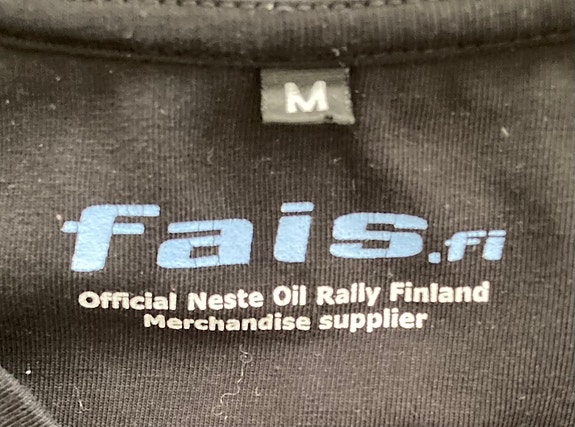 M
fais.fi
Official Neste Oil Rally Finland
Merchandise supplier